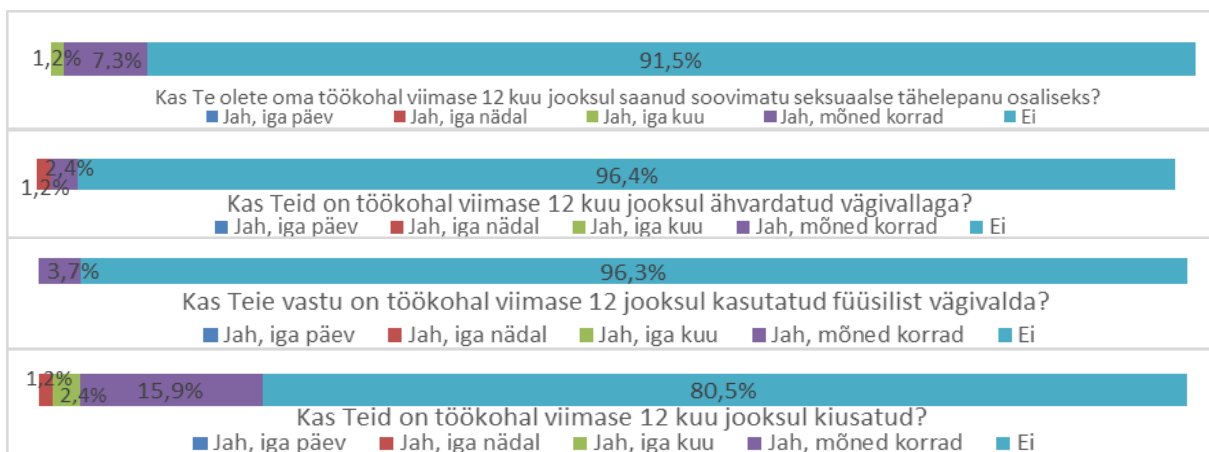 1,2% 7,3% 91,5%
Kas Te olete oma töökohal viimase 12 kuu jooksul saanud soovimatu seksuaalse tähelepanu osaliseks?
Jah, iga päev Jah, iga nädal Jah, iga kuu Jah, mõned korrad Ei
1,2% 2,4% 96,4%
Kas Teid on töökohal viimase 12 kuu jooksul ähvardatud vägivallaga?
Jah, iga päev Jah, iga nädal Jah, iga kuu Jah, mõned korrad Ei
3,7% 96,3%
Kas Teie vastu on töökohal viimase 12 jooksul kasutatud füüsilist vägivalda?
Jah, iga päev Jah, iga nädal Jah, iga kuu Jah, mõned korrad Ei
1,2% 2,4% 15,9% 80,5%
Kas Teid on töökohal viimase 12 kuu jooksul kiusatud?
Jah, iga päev Jah, iga nädal Jah, iga kuu Jah, mõned korrad Ei